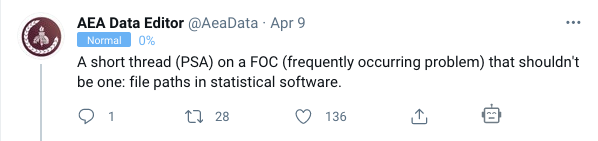 AEA Data Editor @AeaData · Apr 9
Normal 0%
A short thread (PSA) on a FOC (frequently occurring problem) that shouldn't
be one: file paths in statistical software.
1 28 136